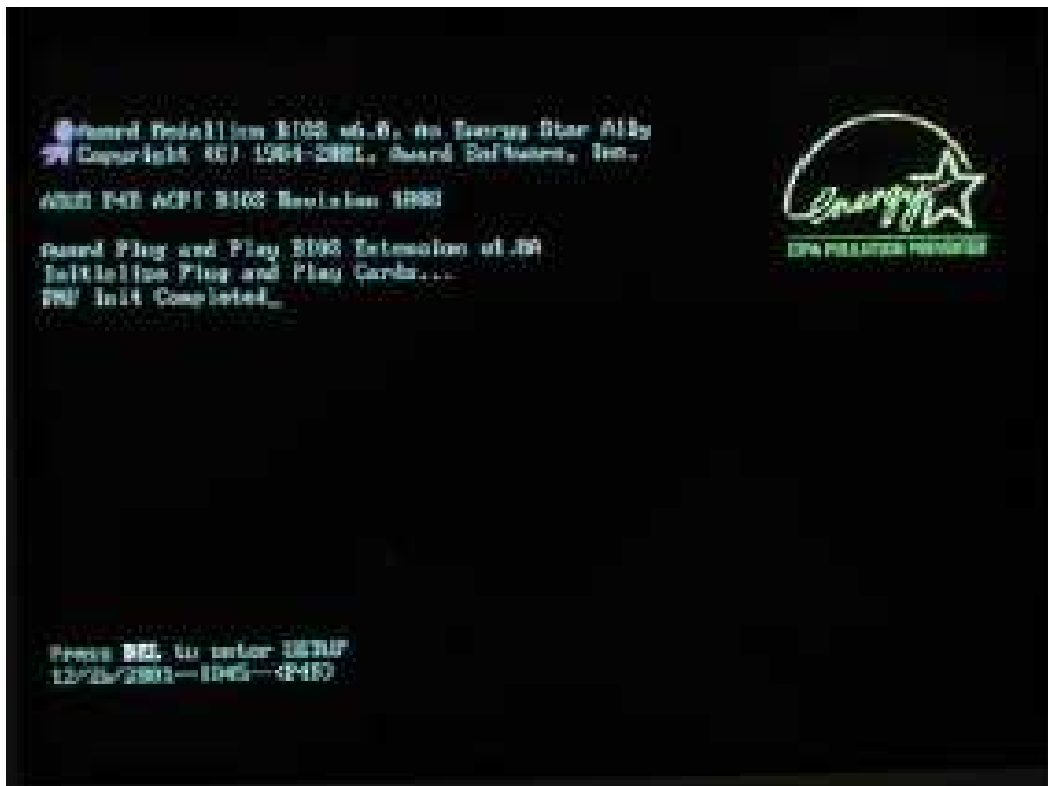 Award Medallion BIOS v6.0, An Energy Star Ally
Copyright (C) 1984-2001, Award Software, Inc.
ACPI BIOS Revision
Award Plug and Play BIOS Extension v1.0A
Initialize Plug and Play Cards...
PNP Init Completed_
energy
EPA POLLUTION PREVENTER
Press DEL to enter SETUP